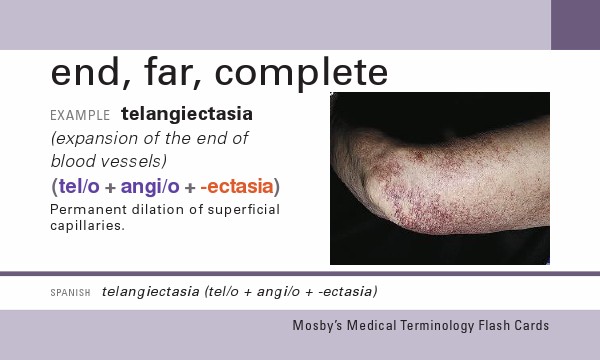 end, far, complete
EXAMPLE telangiectasia
(expansion of the end of
blood vessels)
(tel/o + angi/o + -ectasia)
Permanent dilation of superficial
capillaries.
SPANISH telangiectasia (tel/o + angi/o + -ectasia)
Mosby's Medical Terminology Flash Cards